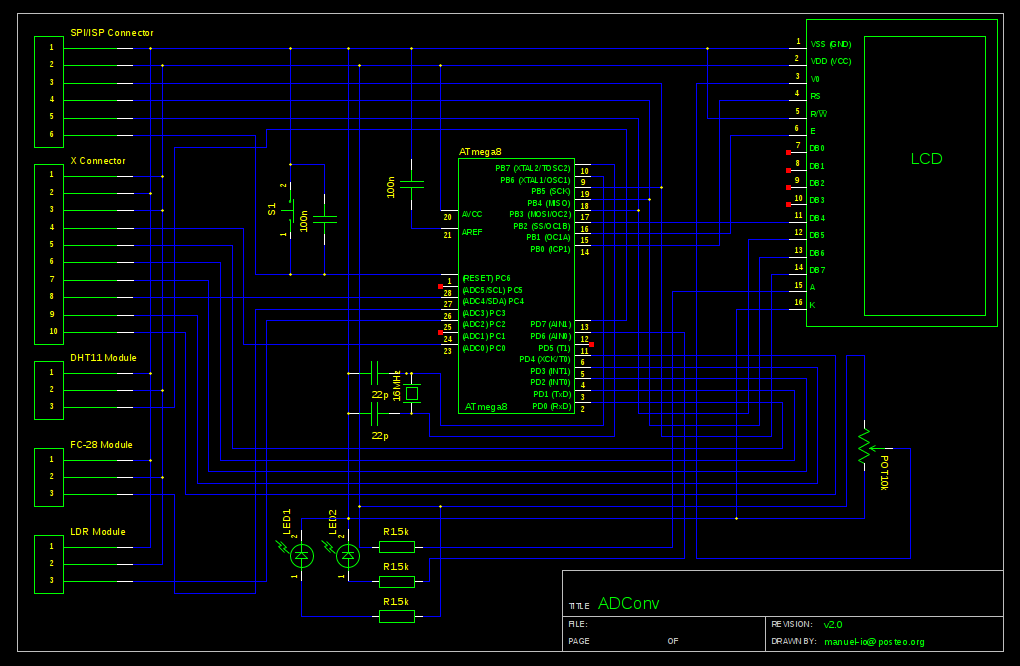 SPI/ISP Connector
1
2
3
4
5
6
X Connector
1
2
3
4
5
6
7
8
9
10
DHT11 Module
1
2
3
FC-28 Module
1
2
3
LDR Module
1
2
3
S1
2
1
100n
100n
ATmega8
PB7 (XTAL2/TOSC2) 10
PB6 (XTAL1/OSC1) 9
PB5 (SCK) 19
PB4 (MISO) 18
PB3 (MOSI/OC2) 17
PB2 (SS/OC1B) 16
PB1 (OC1A) 15
PB0 (ICP1) 14
20 AVCC
21 AREF
1 (RESET) PC6
28 (ADC5/SCL) PC5
27 (ADC4/SDA) PC4
26 (ADC3) PC3
25 (ADC2) PC2
24 (ADC1) PC1
23 (ADC0) PC0
PD7 (AIN1) 13
PD6 (AIN0) 12
PD5 (T1) 11
PD4 (XCK/T0) 6
PD3 (INT1) 5
PD2 (INT0) 4
PD1 (TxD) 3
PD0 (RxD) 2
ATmega8
22p
16MHz
22p
1 VSS (GND)
2 VDD (VCC)
3 V0
4 RS
5 R/W
6 E
7 DB0
8 DB1
9 DB2
10 DB3
11 DB4
12 DB5
13 DB6
14 DB7
15 A
16 K
LCD
POT10k
LED1
2
1
LED2
2
1
R1.5k
R1.5k
R1.5k
TITLE ADConv
FILE:
REVISION: v2.0
PAGE OF
DRAWN BY: manuel-io@posteo.org